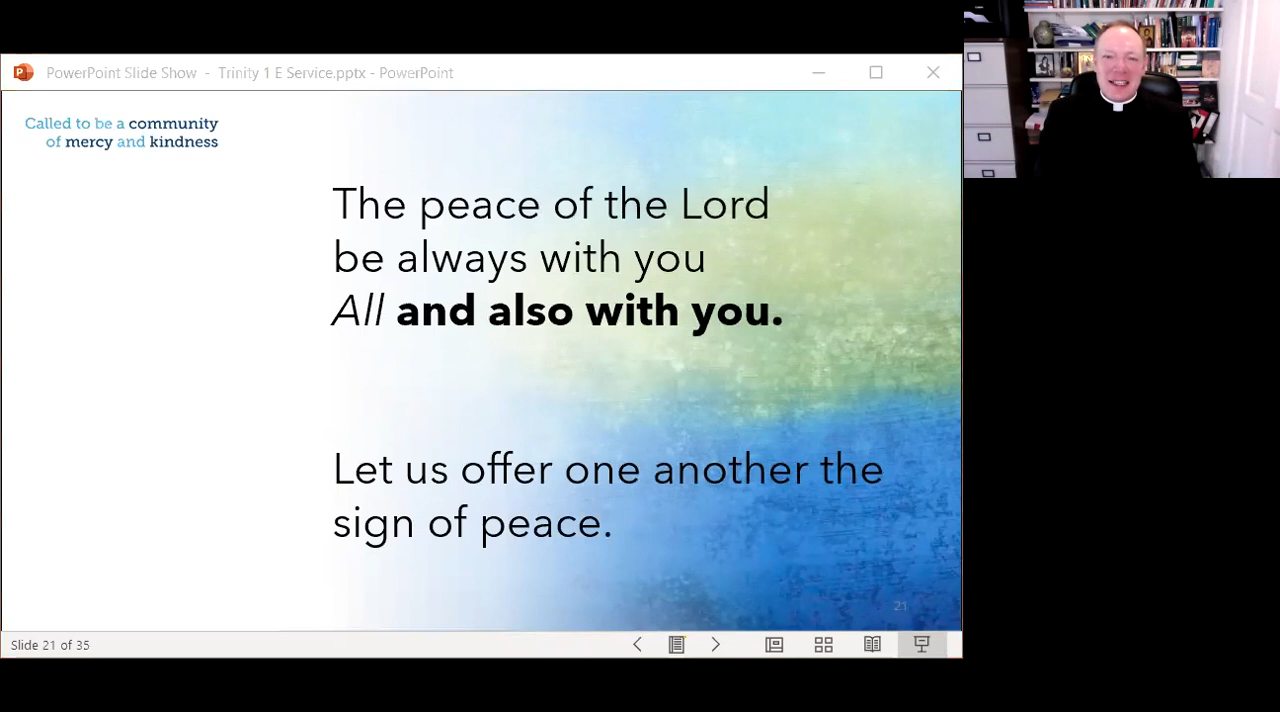 PowerPoint Slide Show - Trinity 1 E Service.pptx - PowerPoint
Called to be a community
of mercy and kindness
The peace of the Lord
be always with you
All and also with you.
Let us offer one another the
sign of peace.
21
Slide 21 of 35